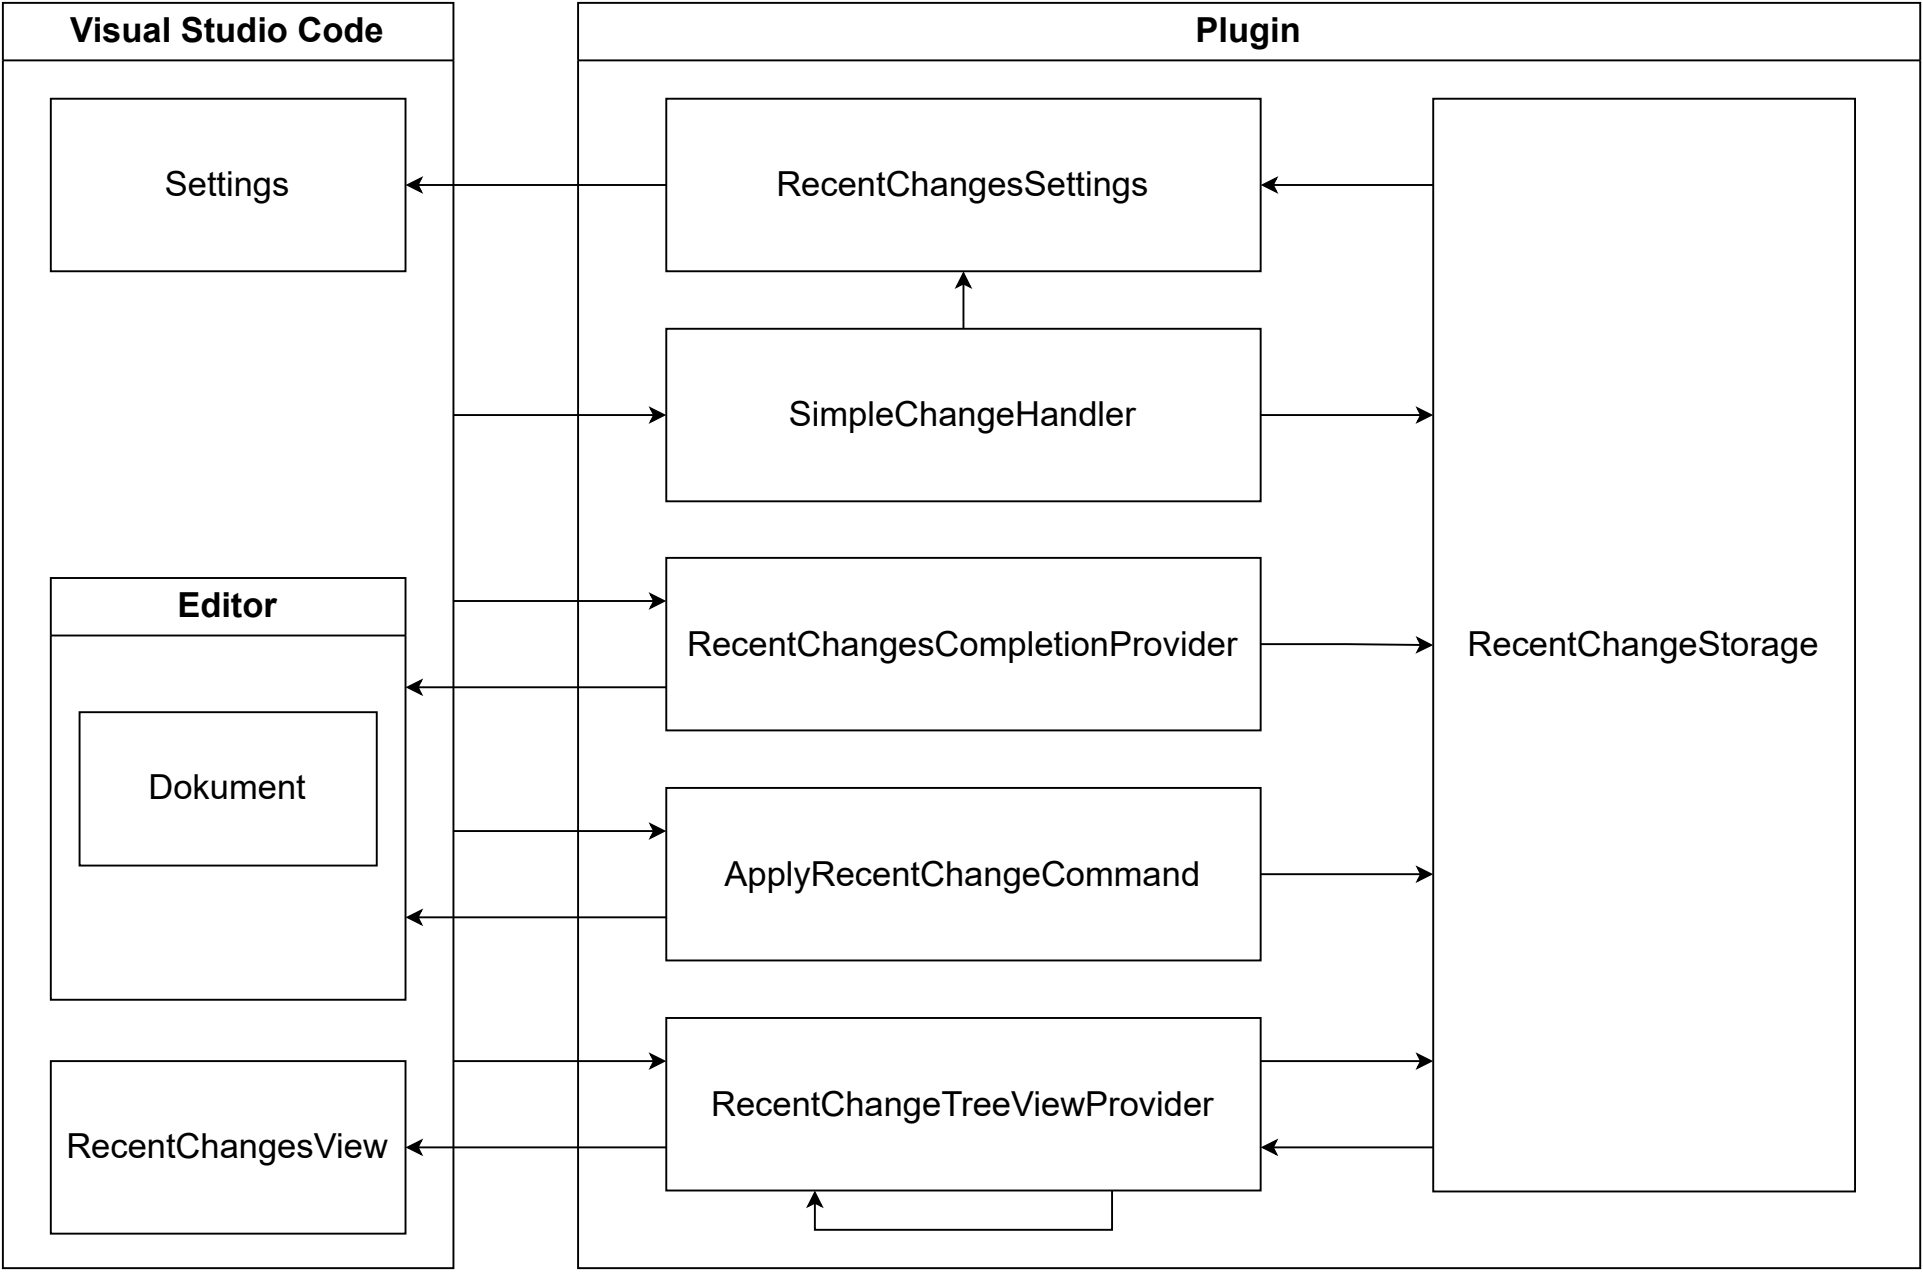 Visual Studio Code
Plugin
Settings
RecentChangesSettings
SimpleChangeHandler
Editor
RecentChangesCompletionProvider
RecentChangeStorage
Dokument
ApplyRecentChangeCommand
RecentChangeTreeViewProvider
RecentChangesView